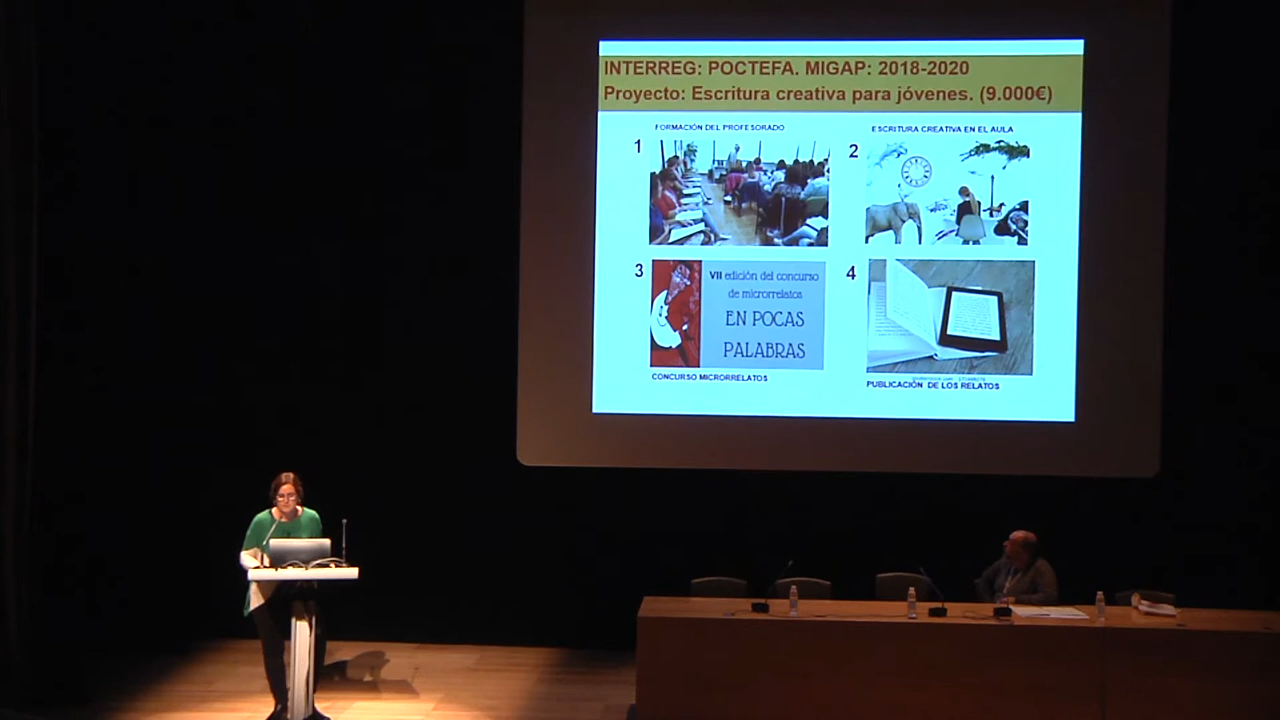 INTERREG: POCTEFA. MIGAP: 2018-2020
Proyecto: Escritura creativa para jóvenes. (9.000€)
FORMACIÓN DEL PROFESORADO
1
ESCRITURA CREATIVA EN EL AULA
2
3
VII edición del concurso
de microrrelatos
EN POCAS
PALABRAS
CONCURSO MICRORRELATOS
4
PUBLICACIÓN DE LOS RELATOS